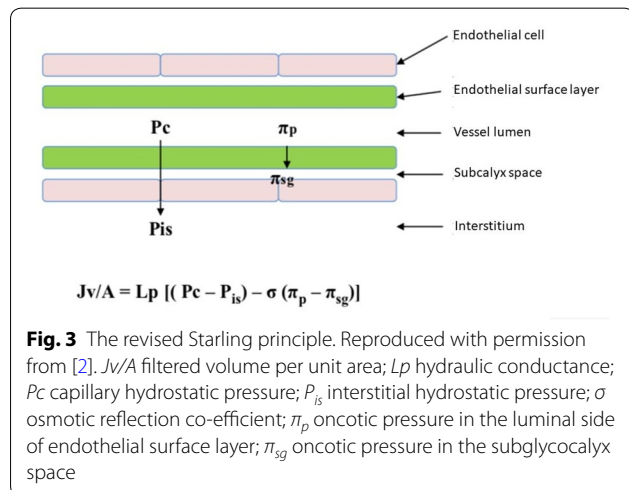 Endothelial cell
Endothelial surface layer
Pc πp Vessel lumen
πsg Subcalyx space
Pis Interstitium
Jv/A = Lp [( Pc – Pis) – σ (πp – πsg)]
Fig. 3 The revised Starling principle. Reproduced with permission
from [2]. Jv/A filtered volume per unit area; Lp hydraulic conductance;
Pc capillary hydrostatic pressure; Pis interstitial hydrostatic pressure; σ
osmotic reflection co-efficient; πp oncotic pressure in the luminal side
of endothelial surface layer; πsg oncotic pressure in the subglycocalyx
space